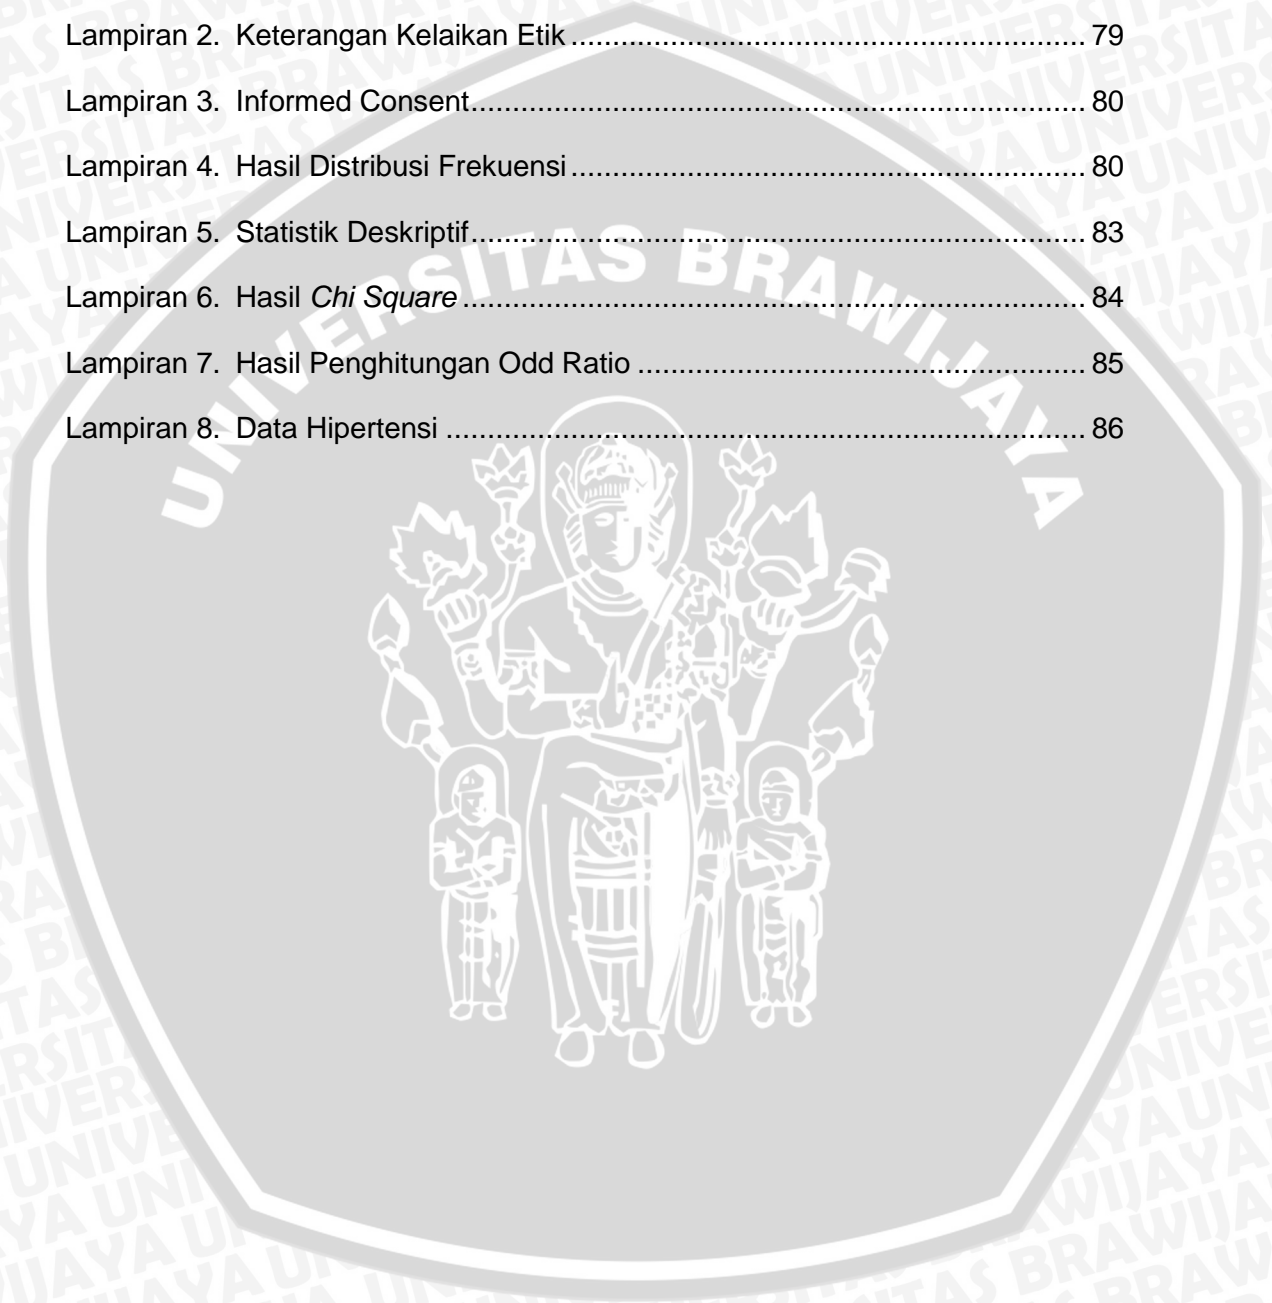 Lampiran 2. Keterangan Kelaikan Etik ................................................................ 79
Lampiran 3. Informed Consent............................................................................ 80
Lampiran 4. Hasil Distribusi Frekuensi ................................................................ 80
Lampiran 5. Statistik Deskriptif............................................................................ 83
Lampiran 6. Hasil Chi Square ............................................................................. 84
Lampiran 7. Hasil Penghitungan Odd Ratio ........................................................ 85
Lampiran 8. Data Hipertensi ............................................................................... 86
UNIVERSITAS BRAWIJAYA